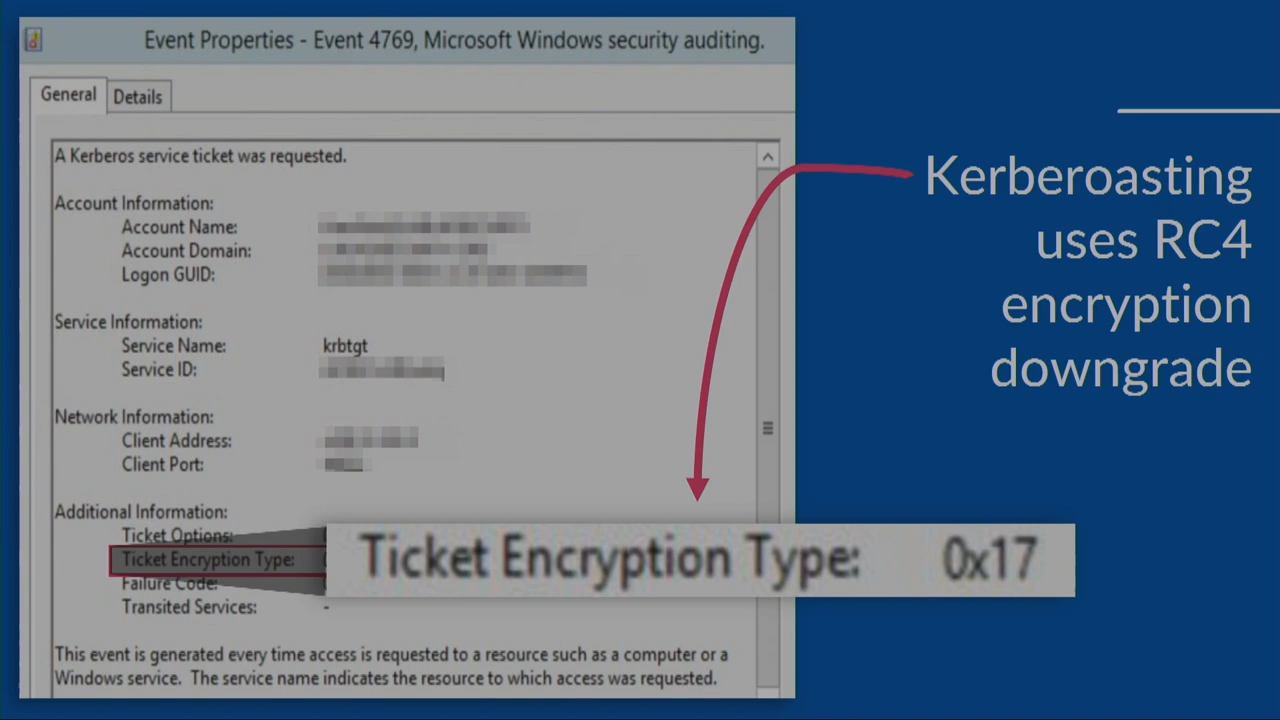 Event Properties - Event 4769, Microsoft Windows security auditing.
General
Details
A Kerberos service ticket was requested.
Account Information:
Account Name:
Account Domain:
Logon GUID:
Service Information:
Service Name: krbtgt
Service ID:
Network Information:
Client Address:
Client Port:
Additional Information:
Ticket Options:
Ticket Encryption Type:
Failure Code:
Transited Services: -
This event is generated every time access is requested to a resource such as a computer or a
Windows service. The service name indicates the resource to which access was requested.
Ticket Encryption Type: 0x17
Kerberoasting
uses RC4
encryption
downgrade